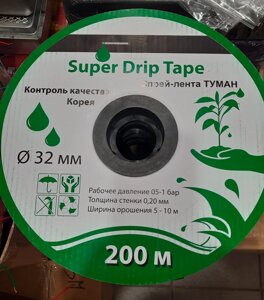 Super Drip Tape
Спрей-лента ТУМАН
Контроль качества
Корея
Ø 32 мм
Рабочее давление 05-1 бар
Толщина стенки 0,20 мм
Ширина орошения 5 - 10 м
200 м